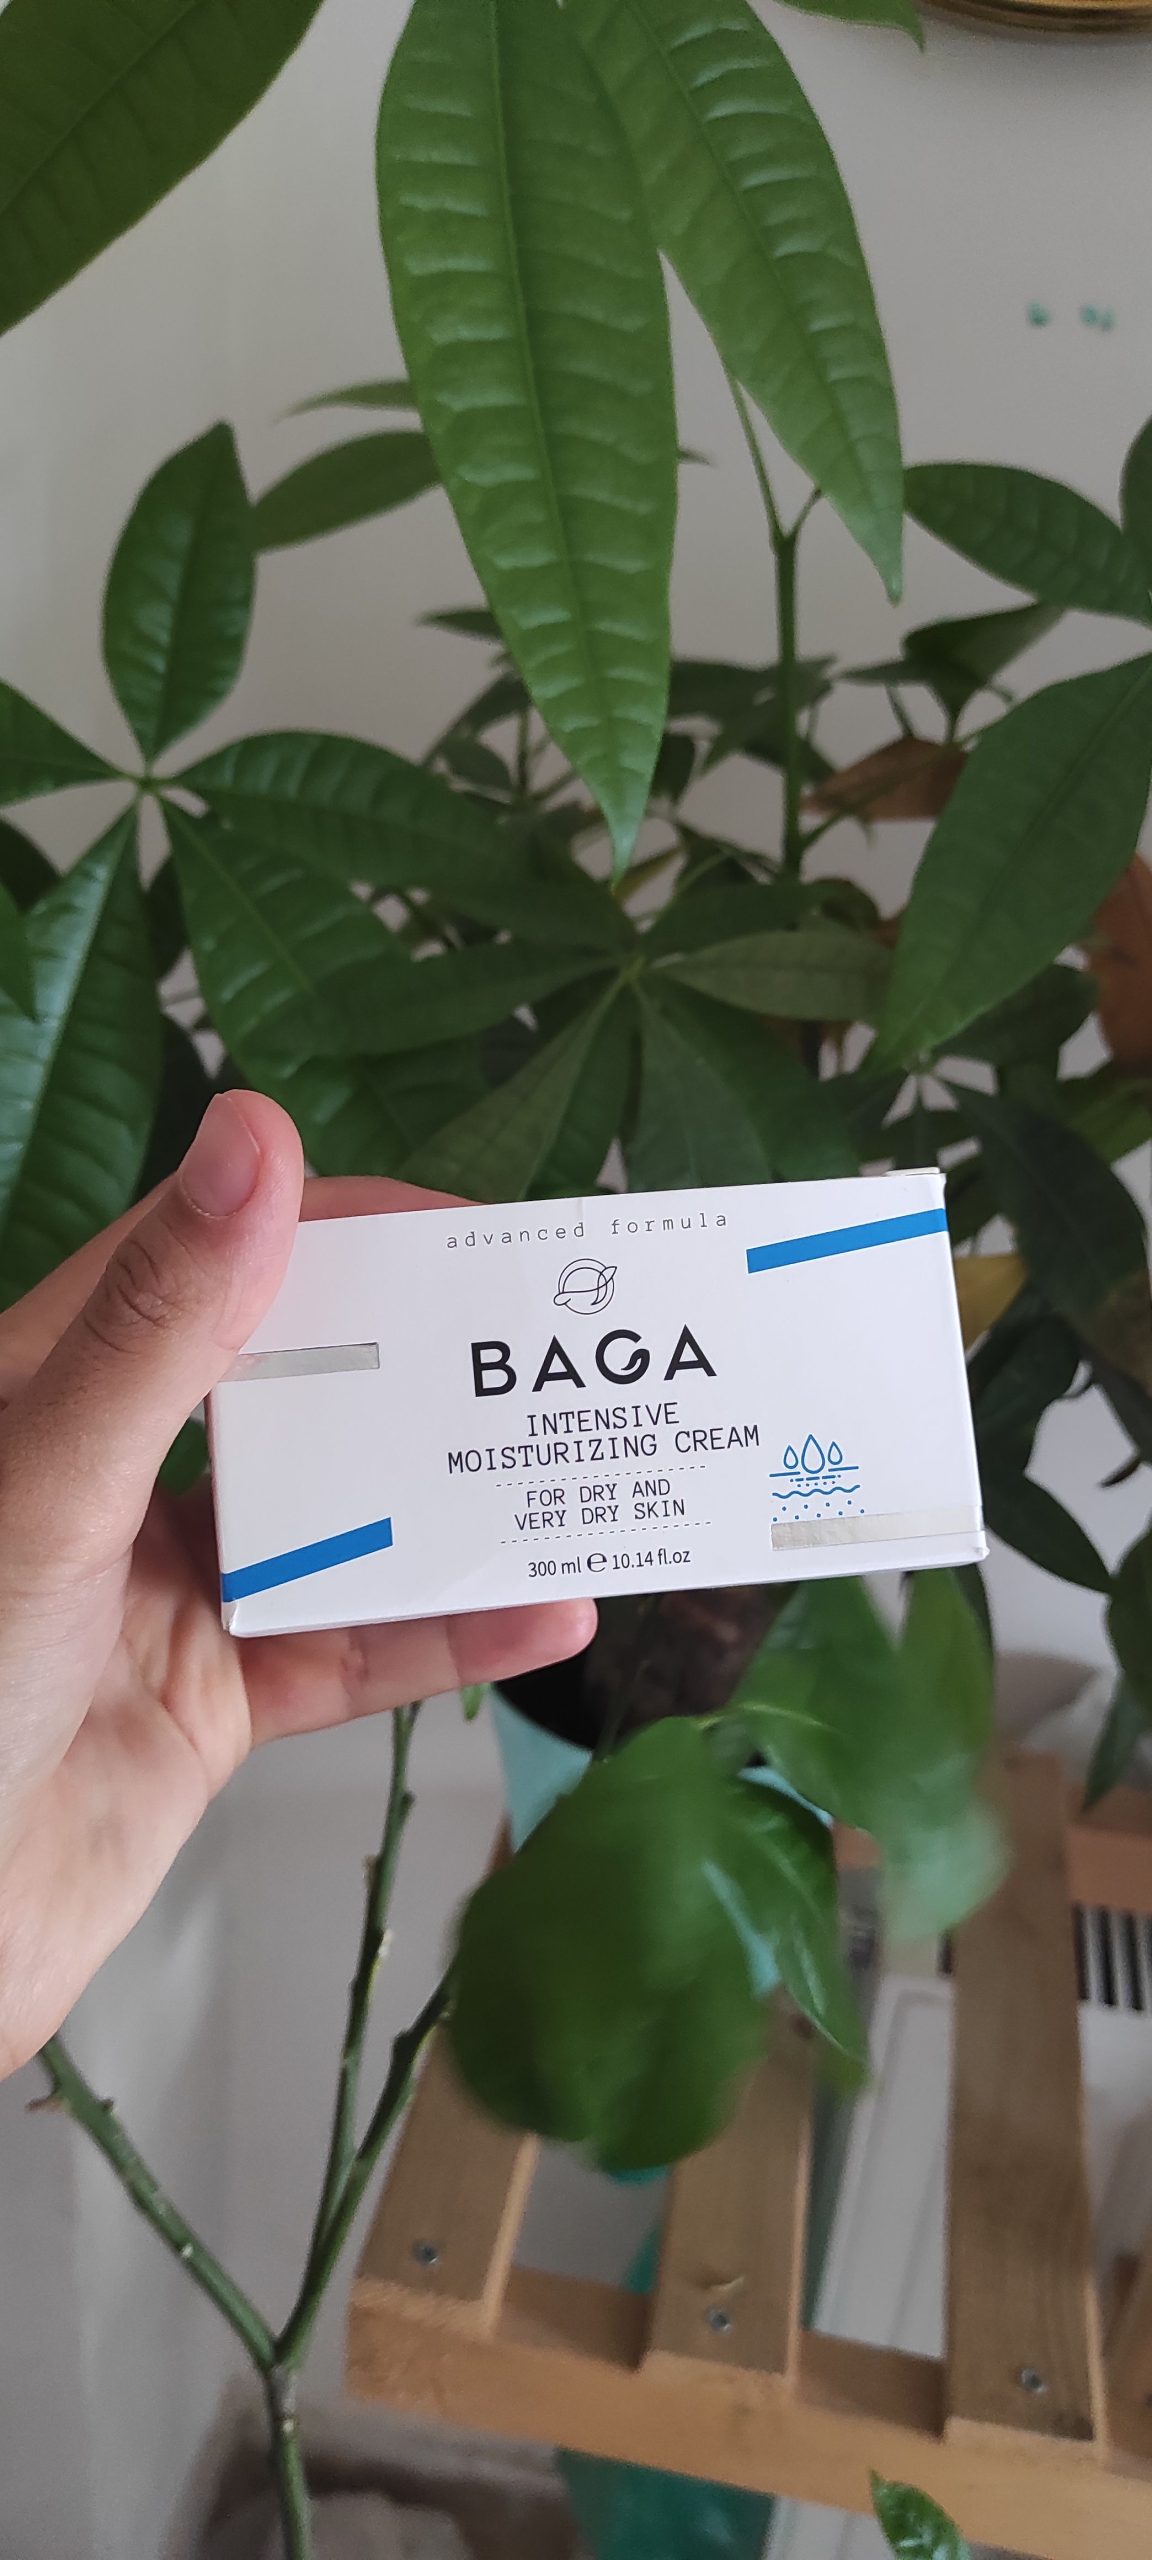 advanced formula
BAGA
INTENSIVE
MOISTURIZING CREAM
FOR DRY AND
VERY DRY SKIN
300 ml ℮ 10.14 fl.oz